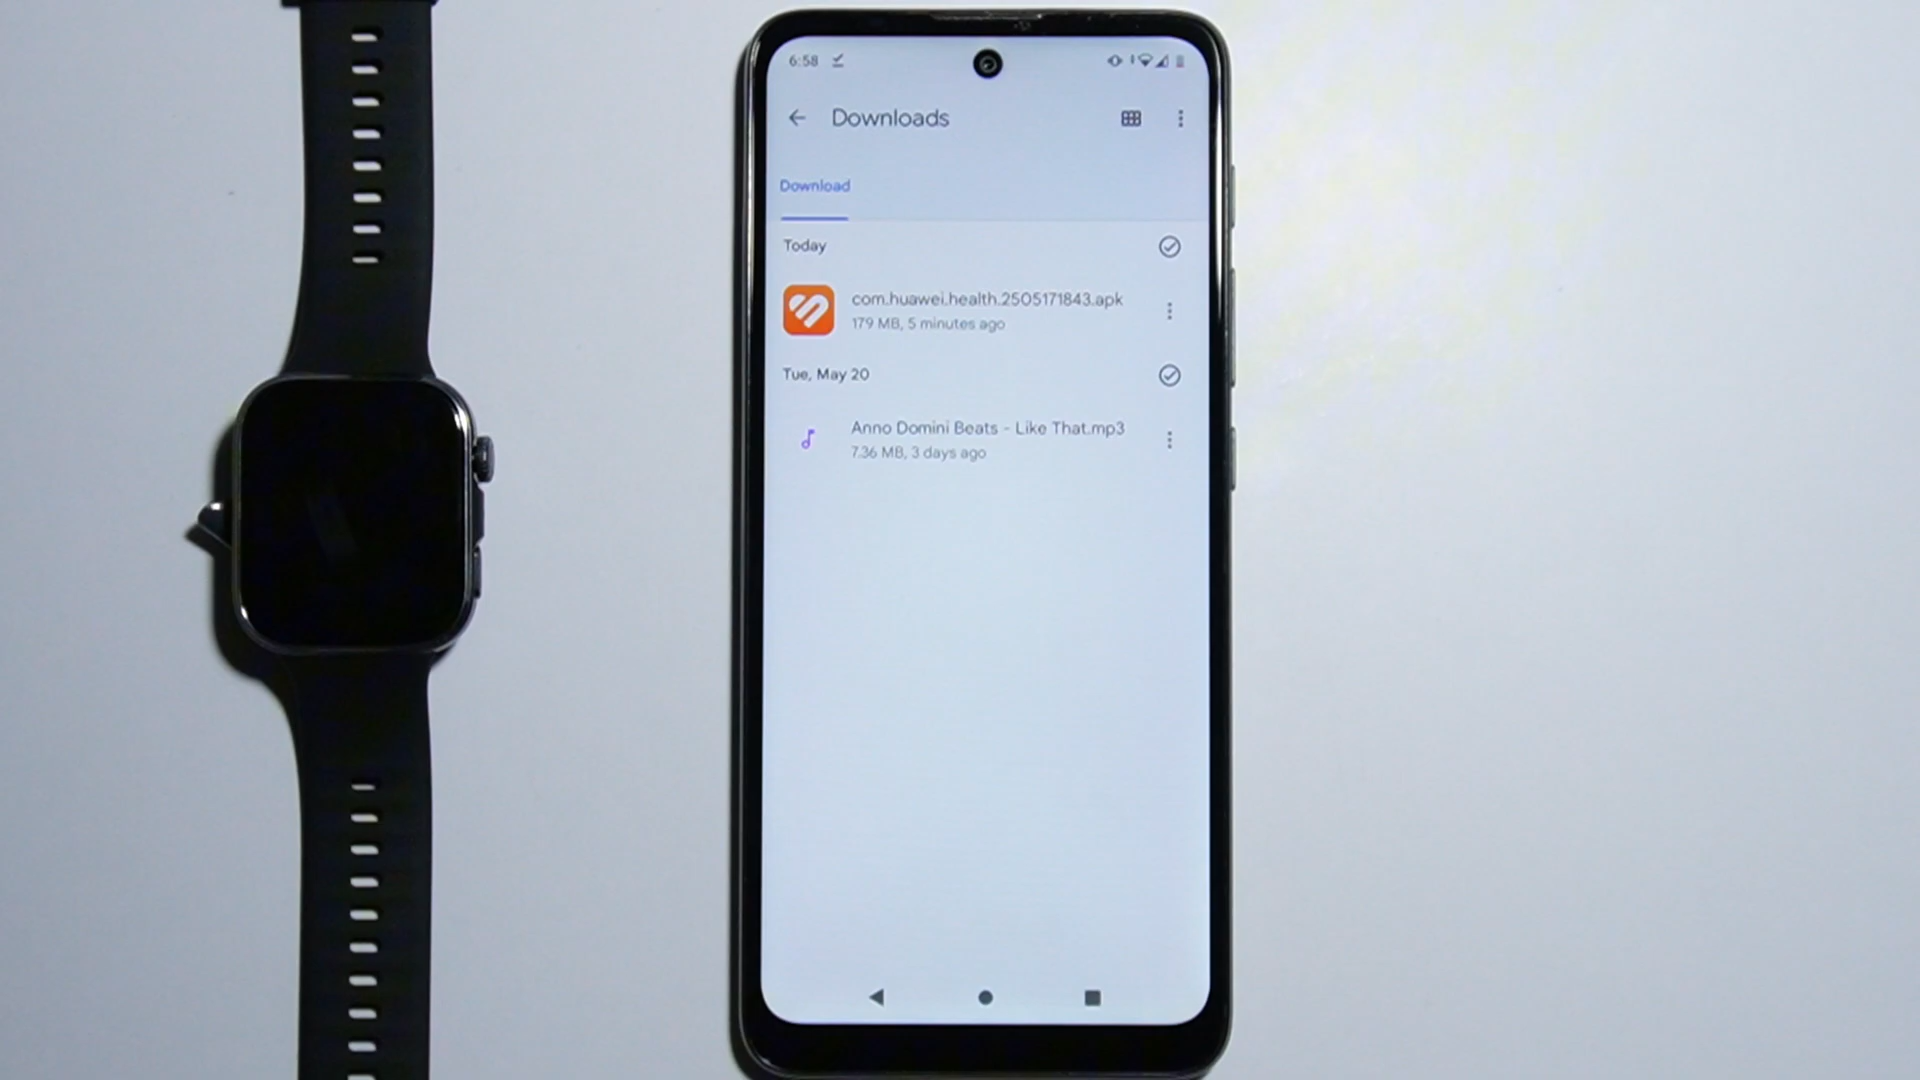 6:58
Downloads
Download
Today
com.huawei.health.2505171843.apk
179 MB, 5 minutes ago
Tue, May 20
Anno Domini Beats - Like That.mp3
7.36 MB, 3 days ago